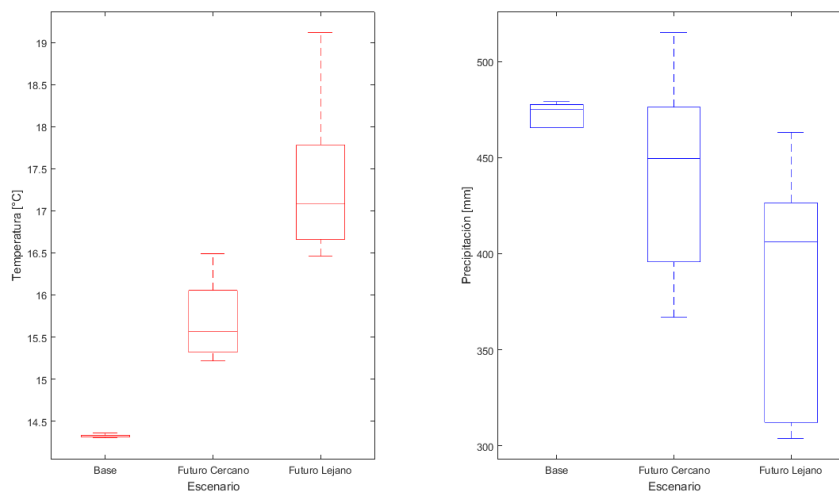 19
18.5
18
17.5
17
16.5
16
15.5
15
14.5
Temperatura [°C]
Base
Futuro Cercano
Futuro Lejano
Escenario
500
450
400
350
300
Precipitación [mm]
Base
Futuro Cercano
Futuro Lejano
Escenario